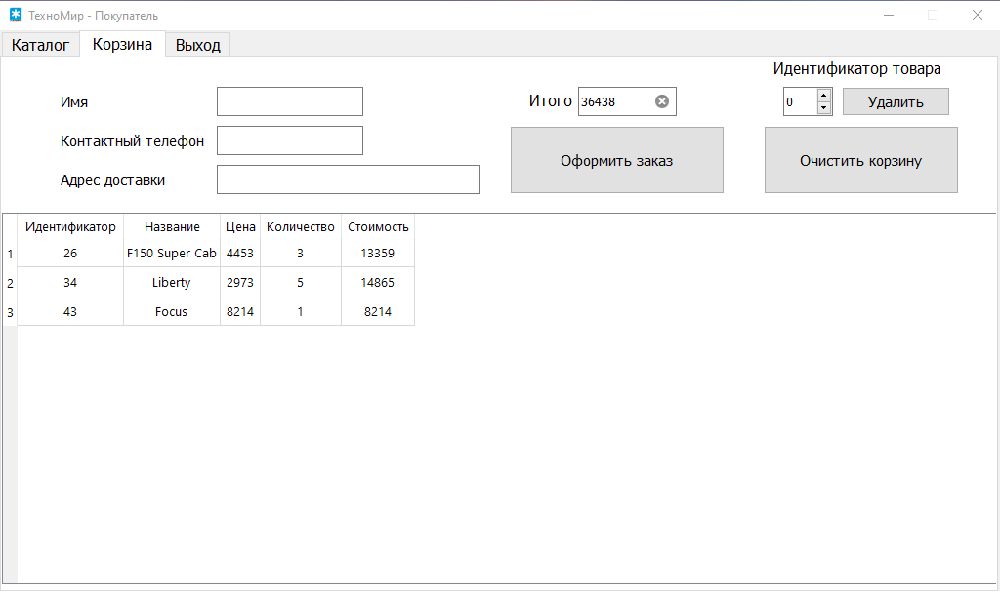 ТехноМир - Покупатель
Каталог Корзина Выход
Идентификатор товара
Имя Итого 36438 0 Удалить
Контактный телефон
Оформить заказ Очистить корзину
Адрес доставки
Идентификатор Название Цена Количество Стоимость
1 26 F150 Super Cab 4453 3 13359
2 34 Liberty 2973 5 14865
3 43 Focus 8214 1 8214